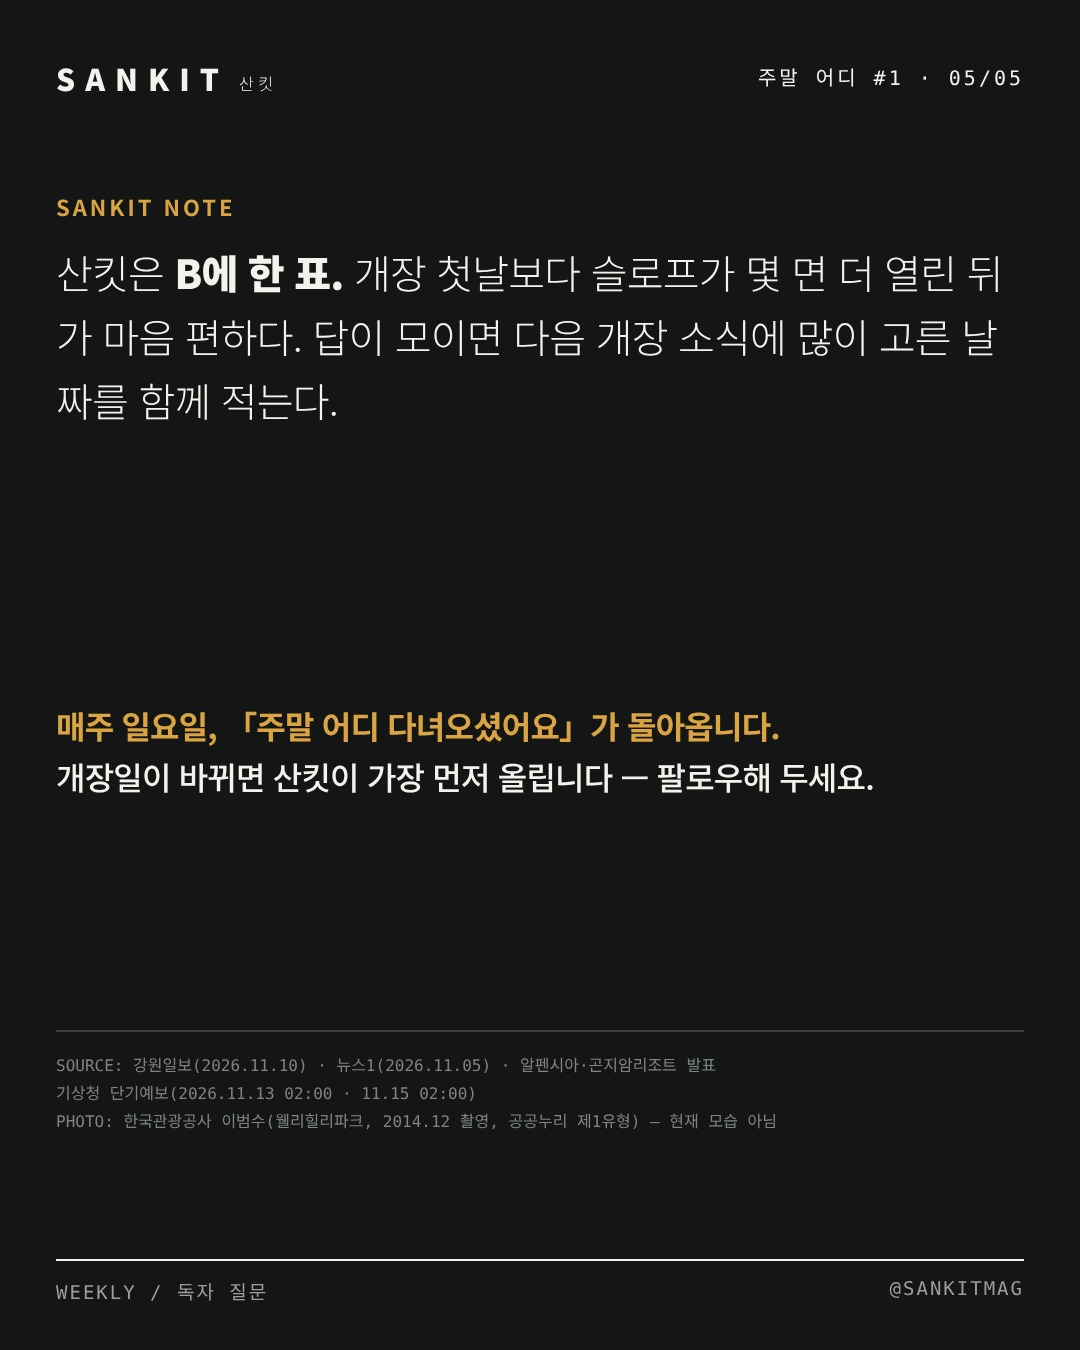 SANKIT 산킷
주말 어디 #1 · 05/05
SANKIT NOTE
산킷은 B에 한 표. 개장 첫날보다 슬로프가 몇 면 더 열린 뒤
가 마음 편하다. 답이 모이면 다음 개장 소식에 많이 고른 날
짜를 함께 적는다.
매주 일요일, 「주말 어디 다녀오셨어요」가 돌아옵니다.
개장일이 바뀌면 산킷이 가장 먼저 올립니다 — 팔로우해 두세요.
SOURCE: 강원일보(2026.11.10) · 뉴스1(2026.11.05) · 알펜시아·곤지암리조트 발표
기상청 단기예보(2026.11.13 02:00 · 11.15 02:00)
PHOTO: 한국관광공사 이범수(웰리힐리파크, 2014.12 촬영, 공공누리 제1유형) — 현재 모습 아님
WEEKLY / 독자 질문
@SANKITMAG